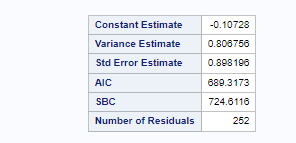 Constant Estimate -0.10728
Variance Estimate 0.806756
Std Error Estimate 0.898196
AIC 689.3173
SBC 724.6116
Number of Residuals 252